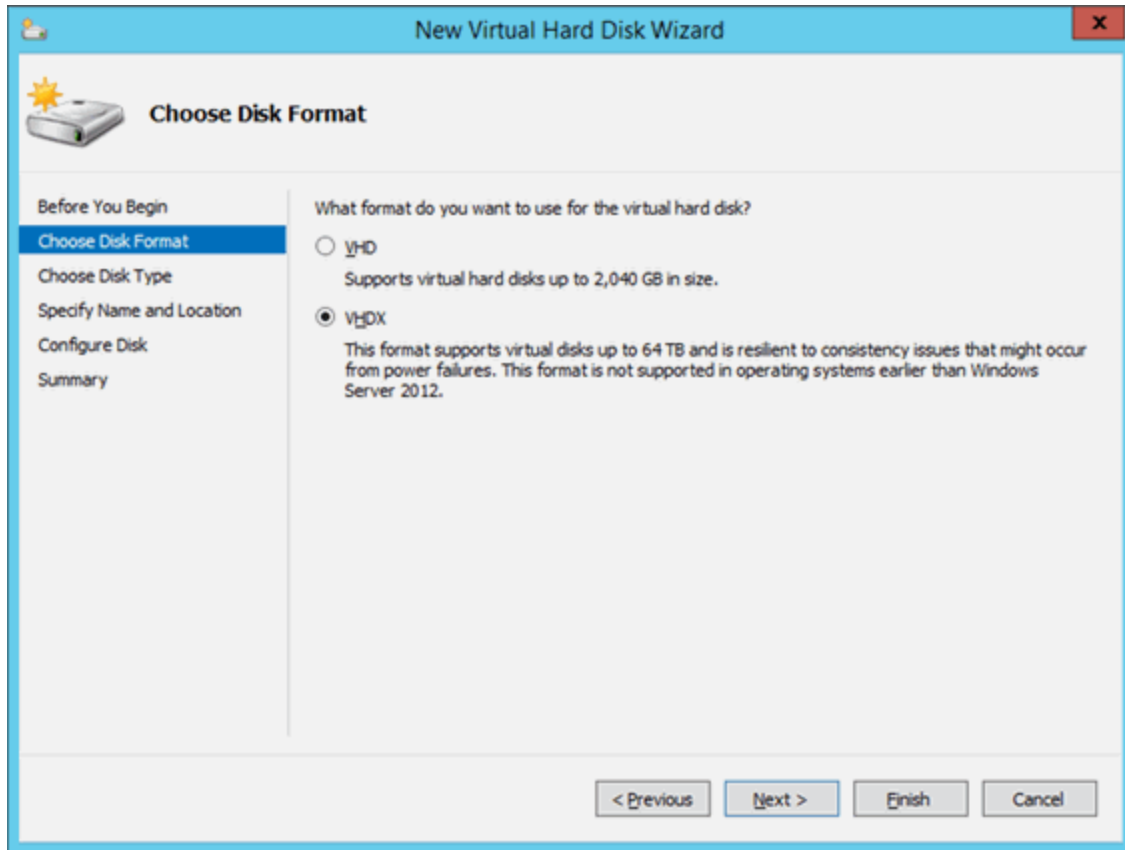 New Virtual Hard Disk Wizard
x
Choose Disk Format
Before You Begin
Choose Disk Format
Choose Disk Type
Specify Name and Location
Configure Disk
Summary
What format do you want to use for the virtual hard disk?
VHD
Supports virtual hard disks up to 2,040 GB in size.
VHDX
This format supports virtual disks up to 64 TB and is resilient to consistency issues that might occur
from power failures. This format is not supported in operating systems earlier than Windows
Server 2012.
< Previous
Next >
Finish
Cancel